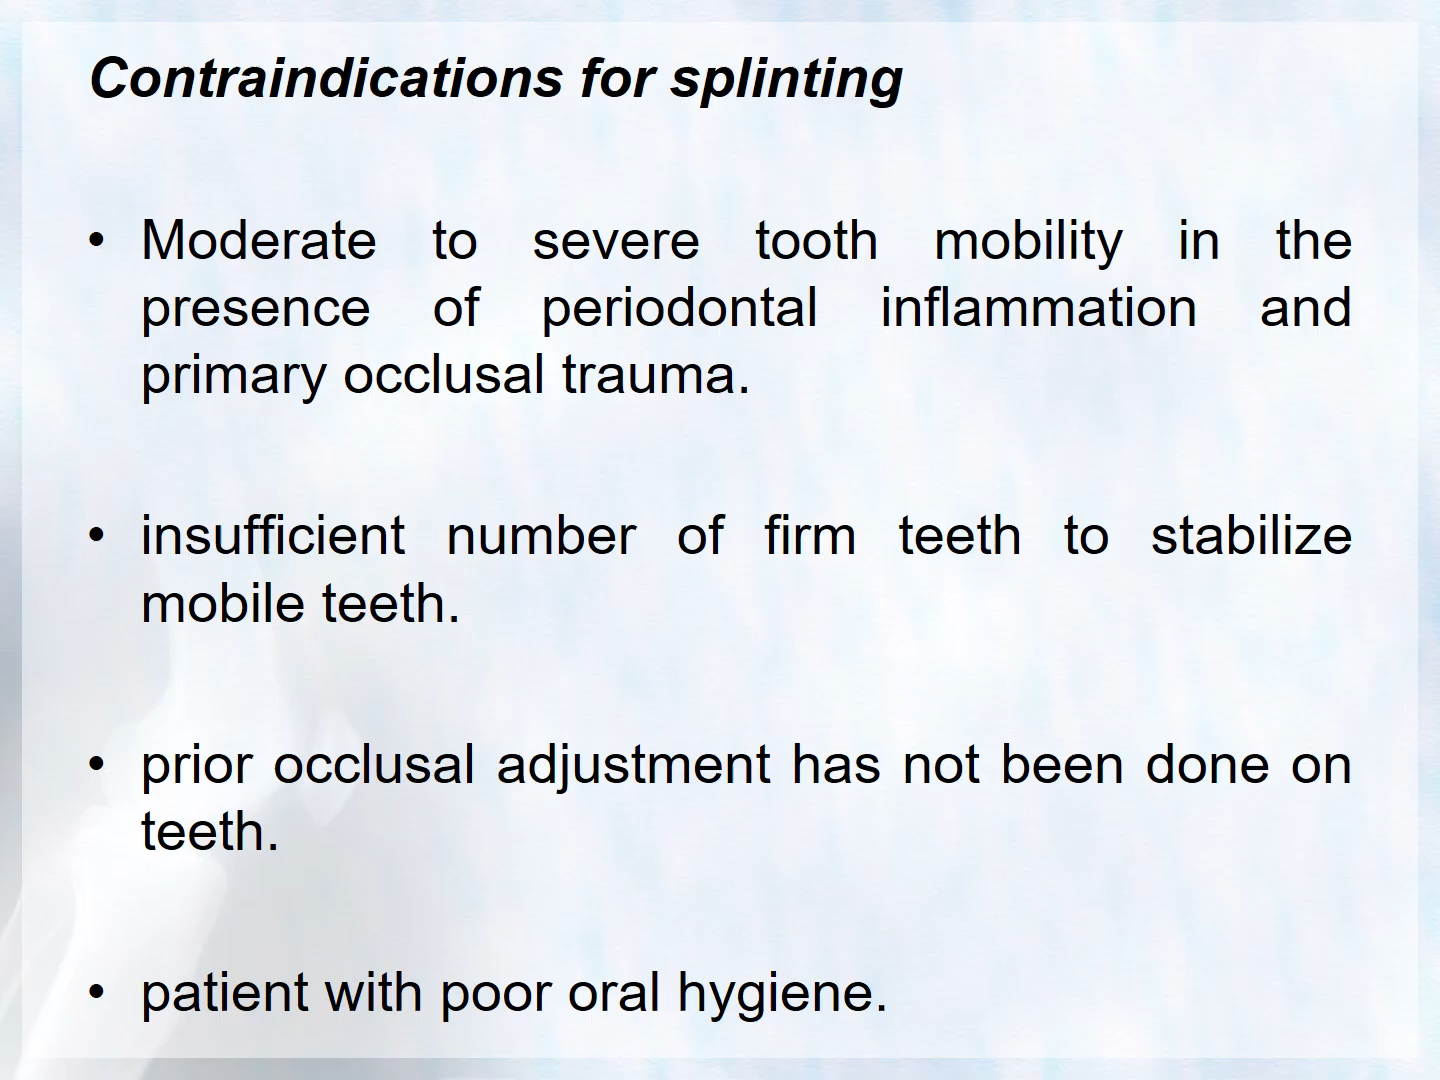 Contraindications for splinting
• Moderate to severe tooth mobility in the
presence of periodontal inflammation and
primary occlusal trauma.
• insufficient number of firm teeth to stabilize
mobile teeth.
• prior occlusal adjustment has not been done on
teeth.
• patient with poor oral hygiene.